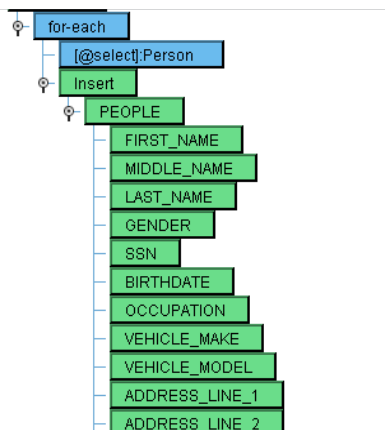 for-each
[@select]:Person
Insert
PEOPLE
FIRST_NAME
MIDDLE_NAME
LAST_NAME
GENDER
SSN
BIRTHDATE
OCCUPATION
VEHICLE_MAKE
VEHICLE_MODEL
ADDRESS_LINE_1
ADDRESS_LINE_2